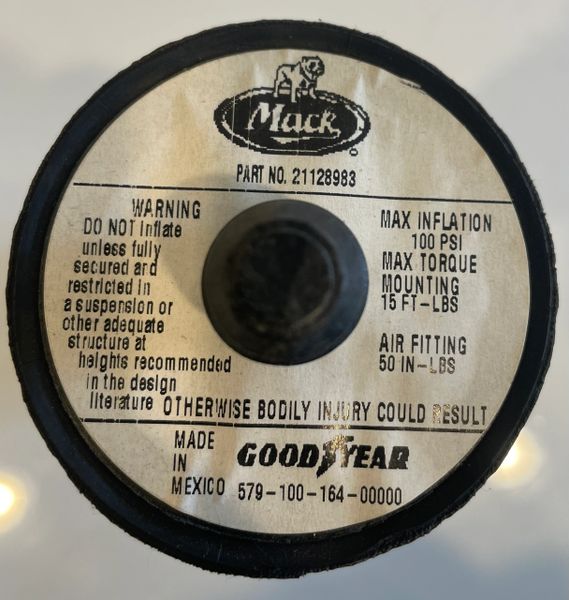 Mack
PART NO. 21128983
WARNING
DO NOT Inflate
unless fully
secured and
restricted in
a suspension or
other adequate
structure at
heights recommended
in the design
literature OTHERWISE BODILY INJURY COULD RESULT
MAX INFLATION
100 PSI
MAX TORQUE
MOUNTING
15 FT-LBS
AIR FITTING
50 IN-LBS
MADE
IN
MEXICO
GOODYEAR
579-100-164-00000